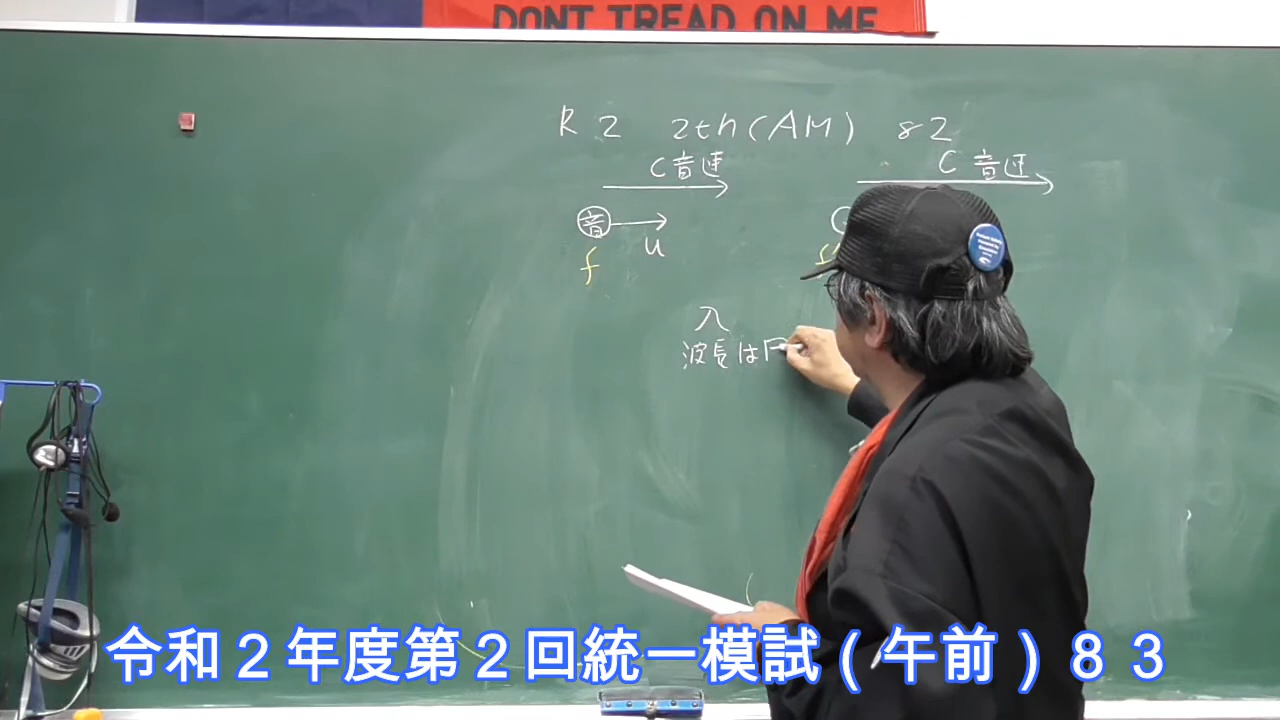 DONT TREAD ON ME
R2 2th(AM) 82
C音速 C音速
音
u
f f
λ
波長は
令和２年度第２回統一模試（午前）８３